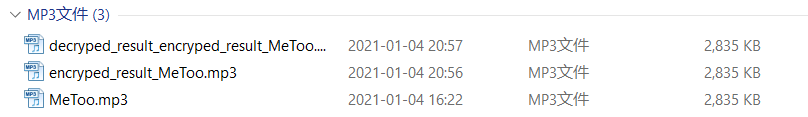 MP3文件 (3)
decryped_result_encryped_result_MeToo.... 2021-01-04 20:57 MP3文件 2,835 KB
encryped_result_MeToo.mp3 2021-01-04 20:56 MP3文件 2,835 KB
MeToo.mp3 2021-01-04 16:22 MP3文件 2,835 KB